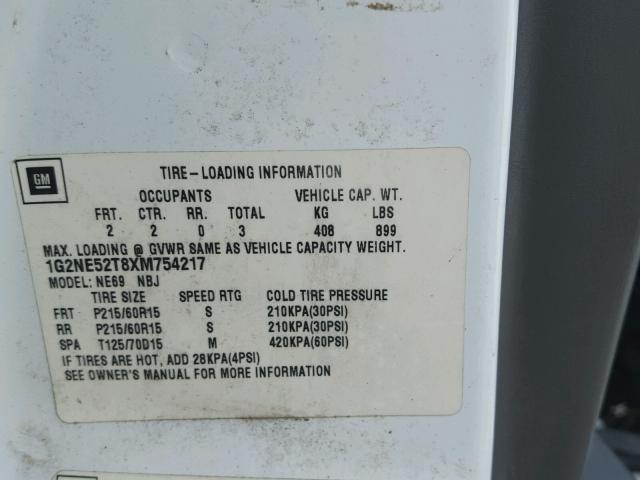 GM
TIRE-LOADING INFORMATION
OCCUPANTS VEHICLE CAP. WT.
FRT. CTR. RR. TOTAL KG LBS
2 2 0 3 408 899
MAX. LOADING @ GVWR SAME AS VEHICLE CAPACITY WEIGHT.
1G2NE52T8XM754217
MODEL: NE69 NBJ
TIRE SIZE SPEED RTG COLD TIRE PRESSURE
FRT P215/60R15 S 210KPA(30PSI)
RR P215/60R15 S 210KPA(30PSI)
SPA T125/70D15 M 420KPA(60PSI)
IF TIRES ARE HOT, ADD 28KPA(4PSI)
SEE OWNER'S MANUAL FOR MORE INFORMATION